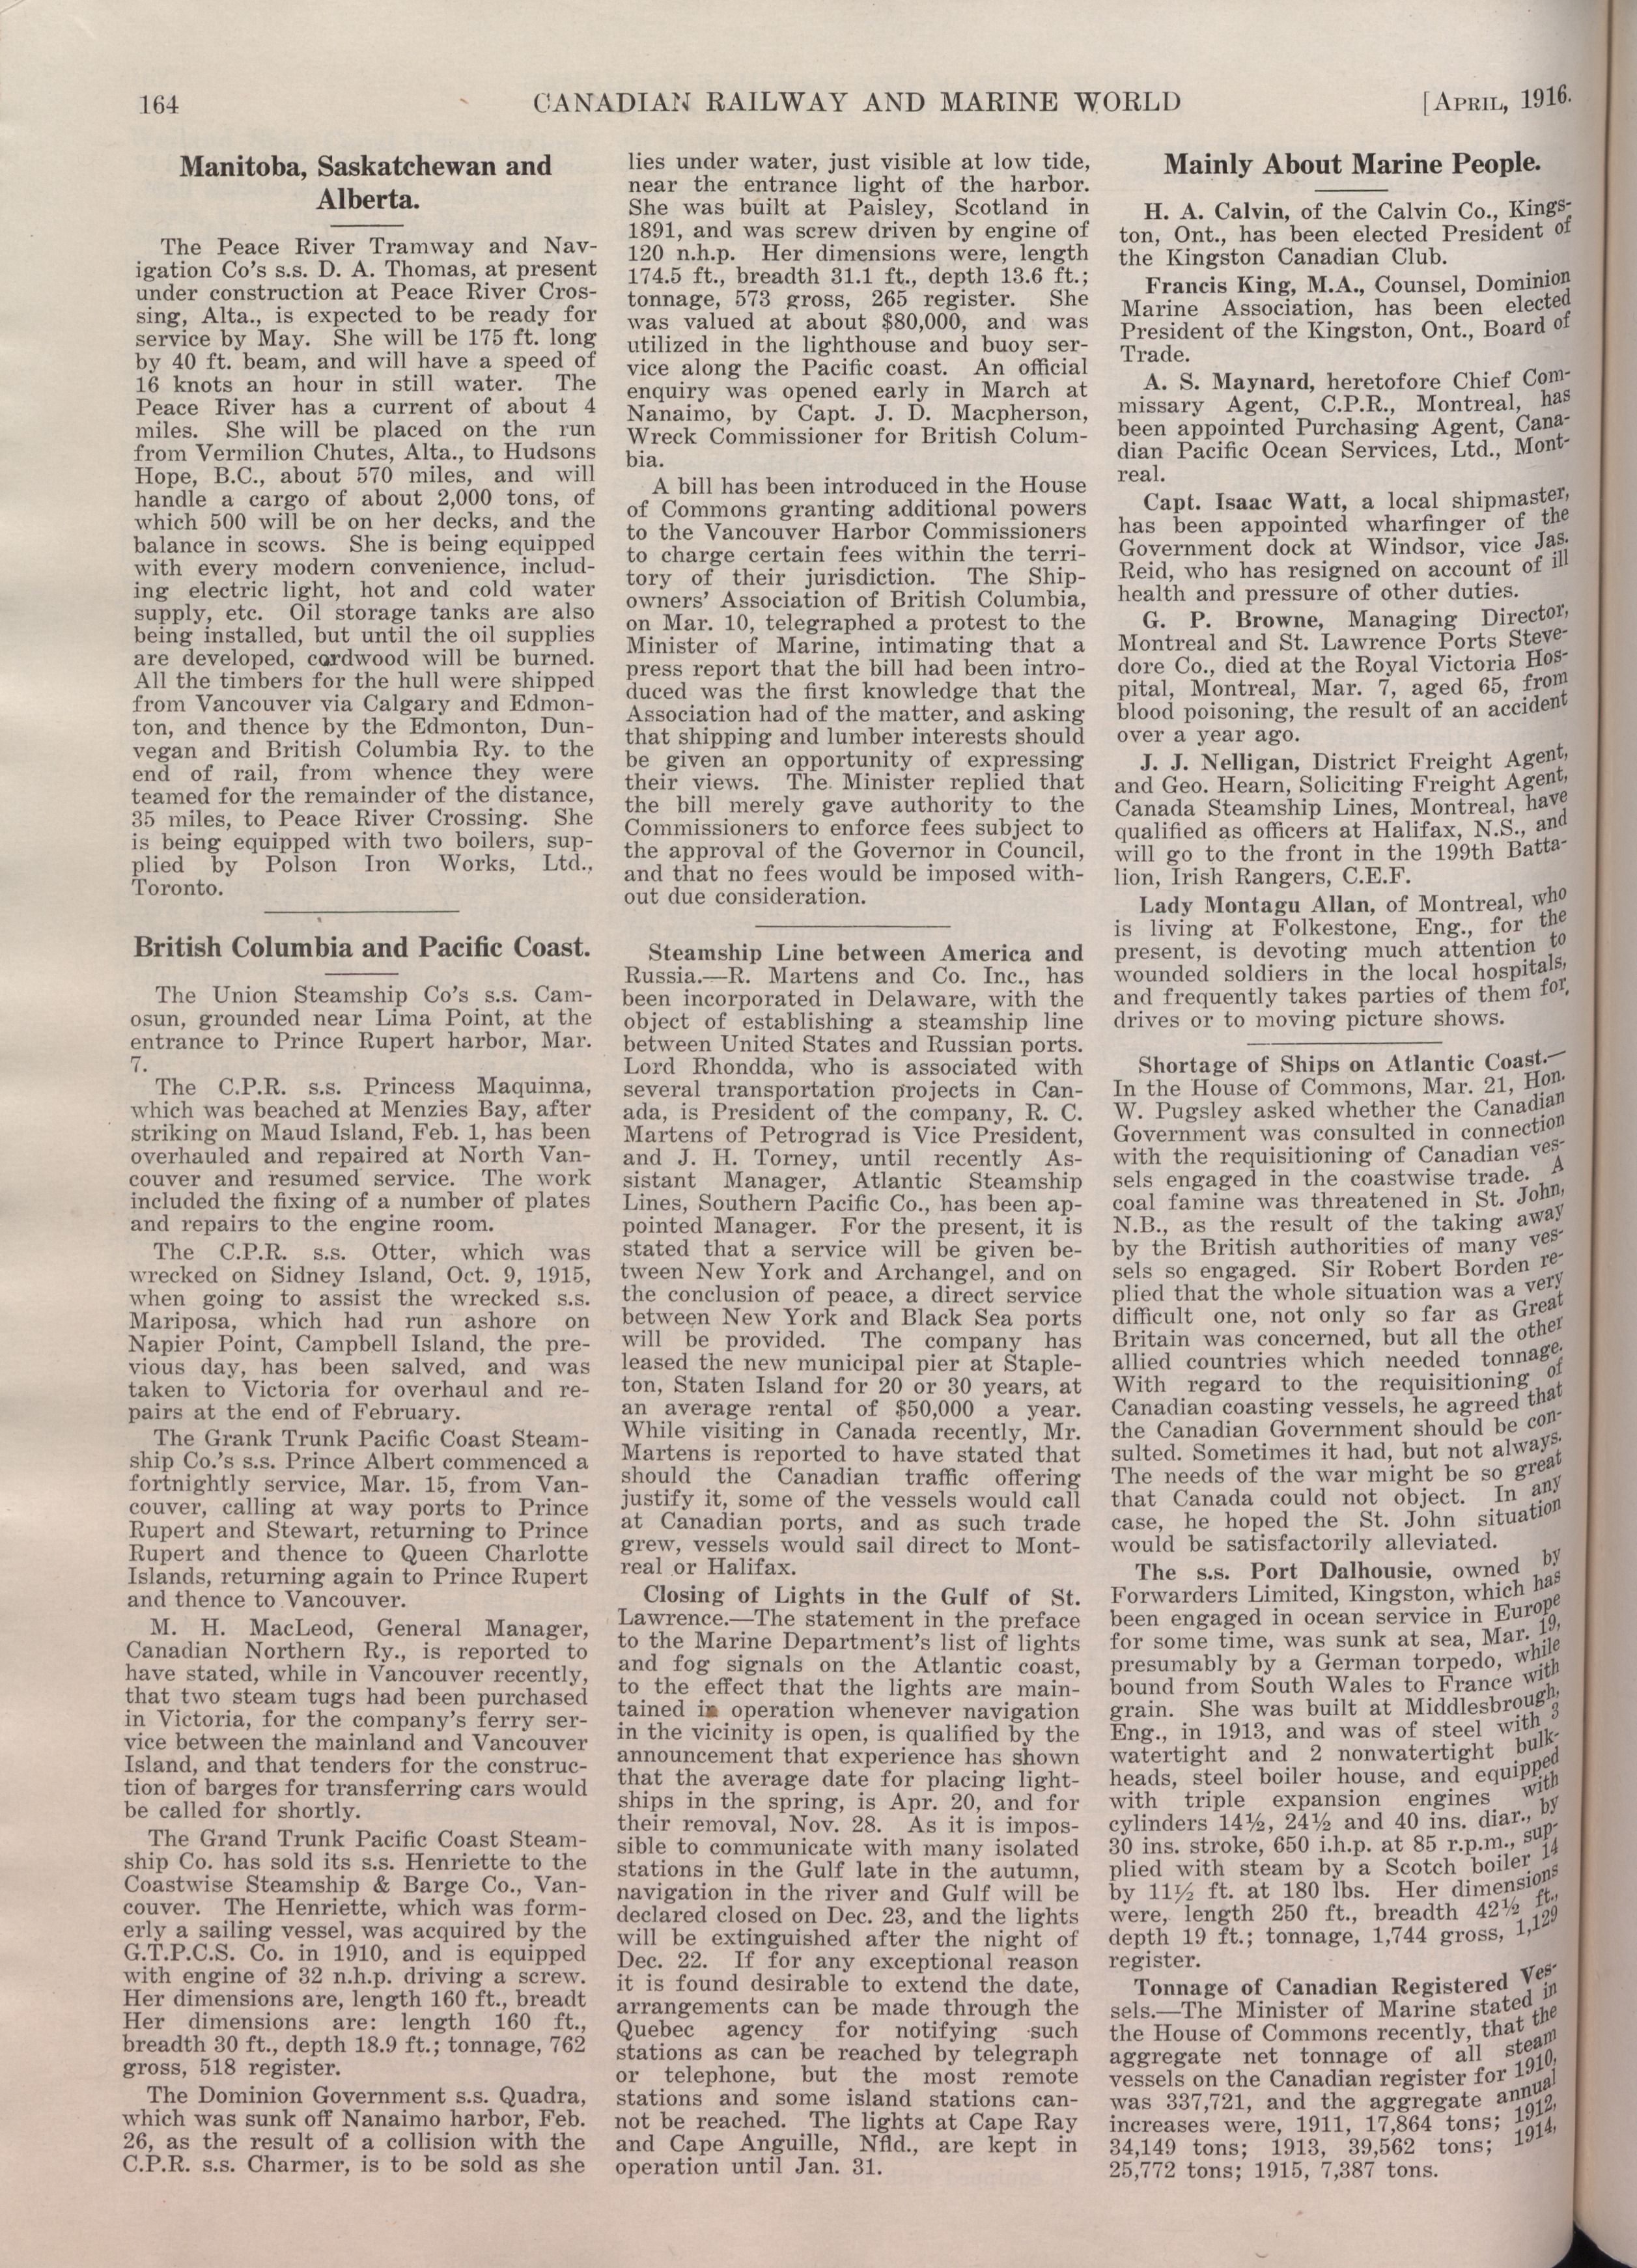 164
CANADIAN RAILWAY AND MARINE WORLD
[APRIL, 1916.
Manitoba, Saskatchewan and
Alberta.
The Peace River Tramway and Nav-
igation Co's s.s. D. A. Thomas, at present
under construction at Peace River Cros-
sing, Alta., is expected to be ready for
service by May. She will be 175 ft. long
by 40 ft. beam, and will have a speed of
16 knots an hour in still water. The
Peace River has a current of about 4
miles. She will be placed on the run
from Vermilion Chutes, Alta., to Hudsons
Hope, B.C., about 570 miles, and will
handle a cargo of about 2,000 tons, of
which 500 will be on her decks, and the
balance in scows. She is being equipped
with every modern convenience, includ-
ing electric light, hot and cold water
supply, etc. Oil storage tanks are also
being installed, but until the oil supplies
are developed, cordwood will be burned.
All the timbers for the hull were shipped
from Vancouver via Calgary and Edmon-
ton, and thence by the Edmonton, Dun-
vegan and British Columbia Ry. to the
end of rail, from whence they were
teamed for the remainder of the distance,
35 miles, to Peace River Crossing. She
is being equipped with two boilers, sup-
plied by Polson Iron Works, Ltd.,
Toronto.
British Columbia and Pacific Coast.
The Union Steamship Co's s.s. Cam-
osun, grounded near Lima Point, at the
entrance to Prince Rupert harbor, Mar.
7.
The C.P.R. s.s. Princess Maquinna,
which was beached at Menzies Bay, after
striking on Maud Island, Feb. 1, has been
overhauled and repaired at North Van-
couver and resumed service. The work
included the fixing of a number of plates
and repairs to the engine room.
The C.P.R. s.s. Otter, which was
wrecked on Sidney Island, Oct. 9, 1915,
when going to assist the wrecked s.s.
Mariposa, which had run ashore on
Napier Point, Campbell Island, the pre-
vious day, has been salved, and was
taken to Victoria for overhaul and re-
pairs at the end of February.
The Grank Trunk Pacific Coast Steam-
ship Co.'s s.s. Prince Albert commenced a
fortnightly service, Mar. 15, from Van-
couver, calling at way ports to Prince
Rupert and Stewart, returning to Prince
Rupert and thence to Queen Charlotte
Islands, returning again to Prince Rupert
and thence to Vancouver.
M. H. MacLeod, General Manager,
Canadian Northern Ry., is reported to
have stated, while in Vancouver recently,
that two steam tugs had been purchased
in Victoria, for the company's ferry ser-
vice between the mainland and Vancouver
Island, and that tenders for the construc-
tion of barges for transferring cars would
be called for shortly.
The Grand Trunk Pacific Coast Steam-
ship Co. has sold its s.s. Henriette to the
Coastwise Steamship & Barge Co., Van-
couver. The Henriette, which was form-
erly a sailing vessel, was acquired by the
G.T.P.C.S. Co. in 1910, and is equipped
with engine of 32 n.h.p. driving a screw.
Her dimensions are, length 160 ft., breadt
Her dimensions are: length 160 ft.,
breadth 30 ft., depth 18.9 ft.; tonnage, 762
gross, 518 register.
The Dominion Government s.s. Quadra,
which was sunk off Nanaimo harbor, Feb.
26, as the result of a collision with the
C.P.R. s.s. Charmer, is to be sold as she
lies under water, just visible at low tide,
near the entrance light of the harbor.
She was built at Paisley, Scotland in
1891, and was screw driven by engine of
120 n.h.p. Her dimensions were, length
174.5 ft., breadth 31.1 ft., depth 13.6 ft.;
tonnage, 573 gross, 265 register. She
was valued at about $80,000, and was
utilized in the lighthouse and buoy ser-
vice along the Pacific coast. An official
enquiry was opened early in March at
Nanaimo, by Capt. J. D. Macpherson,
Wreck Commissioner for British Colum-
bia.
A bill has been introduced in the House
of Commons granting additional powers
to the Vancouver Harbor Commissioners
to charge certain fees within the terri-
tory of their jurisdiction. The Ship-
owners' Association of British Columbia,
on Mar. 10, telegraphed a protest to the
Minister of Marine, intimating that a
press report that the bill had been intro-
duced was the first knowledge that the
Association had of the matter, and asking
that shipping and lumber interests should
be given an opportunity of expressing
their views. The Minister replied that
the bill merely gave authority to the
Commissioners to enforce fees subject to
the approval of the Governor in Council,
and that no fees would be imposed with-
out due consideration.
Steamship Line between America and
Russia.—R. Martens and Co. Inc., has
been incorporated in Delaware, with the
object of establishing a steamship line
between United States and Russian ports.
Lord Rhondda, who is associated with
several transportation projects in Can-
ada, is President of the company, R. C.
Martens of Petrograd is Vice President,
and J. H. Torney, until recently As-
sistant Manager, Atlantic Steamship
Lines, Southern Pacific Co., has been ap-
pointed Manager. For the present, it is
stated that a service will be given be-
tween New York and Archangel, and on
the conclusion of peace, a direct service
between New York and Black Sea ports
will be provided. The company has
leased the new municipal pier at Staple-
ton, Staten Island for 20 or 30 years, at
an average rental of $50,000 a year.
While visiting in Canada recently, Mr.
Martens is reported to have stated that
should the Canadian traffic offering
justify it, some of the vessels would call
at Canadian ports, and as such trade
grew, vessels would sail direct to Mont-
real or Halifax.
Closing of Lights in the Gulf of St.
Lawrence.—The statement in the preface
to the Marine Department's list of lights
and fog signals on the Atlantic coast,
to the effect that the lights are main-
tained in operation whenever navigation
in the vicinity is open, is qualified by the
announcement that experience has shown
that the average date for placing light-
ships in the spring, is Apr. 20, and for
their removal, Nov. 28. As it is impos-
sible to communicate with many isolated
stations in the Gulf late in the autumn,
navigation in the river and Gulf will be
declared closed on Dec. 23, and the lights
will be extinguished after the night of
Dec. 22. If for any exceptional reason
it is found desirable to extend the date,
arrangements can be made through the
Quebec agency for notifying such
stations as can be reached by telegraph
or telephone, but the most remote
stations and some island stations can-
not be reached. The lights at Cape Ray
and Cape Anguille, Nfld., are kept in
operation until Jan. 31.
Mainly About Marine People.
H. A. Calvin, of the Calvin Co., Kings-
ton, Ont., has been elected President of
the Kingston Canadian Club.
Francis King, M.A., Counsel, Dominion
Marine Association, has been elected
President of the Kingston, Ont., Board of
Trade.
A. S. Maynard, heretofore Chief Com-
missary Agent, C.P.R., Montreal, has
been appointed Purchasing Agent, Cana-
dian Pacific Ocean Services, Ltd., Mont-
real.
Capt. Isaac Watt, a local shipmaster,
has been appointed wharfinger of the
Government dock at Windsor, vice Jas.
Reid, who has resigned on account of ill
health and pressure of other duties.
G. P. Browne, Managing Director,
Montreal and St. Lawrence Ports Steve-
dore Co., died at the Royal Victoria Hos-
pital, Montreal, Mar. 7, aged 65, from
blood poisoning, the result of an accident
over a year ago.
J. J. Nelligan, District Freight Agent,
and Geo. Hearn, Soliciting Freight Agent,
Canada Steamship Lines, Montreal, have
qualified as officers at Halifax, N.S., and
will go to the front in the 199th Batta-
lion, Irish Rangers, C.E.F.
Lady Montagu Allan, of Montreal, who
is living at Folkestone, Eng., for the
present, is devoting much attention to
wounded soldiers in the local hospitals,
and frequently takes parties of them for,
drives or to moving picture shows.
Shortage of Ships on Atlantic Coast.—
In the House of Commons, Mar. 21, Hon.
W. Pugsley asked whether the Canadian
Government was consulted in connection
with the requisitioning of Canadian ves-
sels engaged in the coastwise trade. A
coal famine was threatened in St. John,
N.B., as the result of the taking away
by the British authorities of many ves-
sels so engaged. Sir Robert Borden re-
plied that the whole situation was a very
difficult one, not only so far as Great
Britain was concerned, but all the other
allied countries which needed tonnage.
With regard to the requisitioning of
Canadian coasting vessels, he agreed that
the Canadian Government should be con-
sulted. Sometimes it had, but not always.
The needs of the war might be so great
that Canada could not object. In any
case, he hoped the St. John situation
would be satisfactorily alleviated.
The s.s. Port Dalhousie, owned by
Forwarders Limited, Kingston, which has
been engaged in ocean service in Europe
for some time, was sunk at sea, Mar. 19,
presumably by a German torpedo, while
bound from South Wales to France with
grain. She was built at Middlesbrough,
Eng., in 1913, and was of steel with 3
watertight and 2 nonwatertight bulk-
heads, steel boiler house, and equipped
with triple expansion engines with
cylinders 14½, 24½ and 40 ins. diar., by
30 ins. stroke, 650 i.h.p. at 85 r.p.m., sup-
plied with steam by a Scotch boiler 14
by 11½ ft. at 180 lbs. Her dimensions
were, length 250 ft., breadth 42½ ft.,
depth 19 ft.; tonnage, 1,744 gross, 1,129
register.
Tonnage of Canadian Registered Ves-
sels.—The Minister of Marine stated in
the House of Commons recently, that the
aggregate net tonnage of all steam
vessels on the Canadian register for 1910,
was 337,721, and the aggregate annual
increases were, 1911, 17,864 tons; 1912,
34,149 tons; 1913, 39,562 tons; 1914,
25,772 tons; 1915, 7,387 tons.